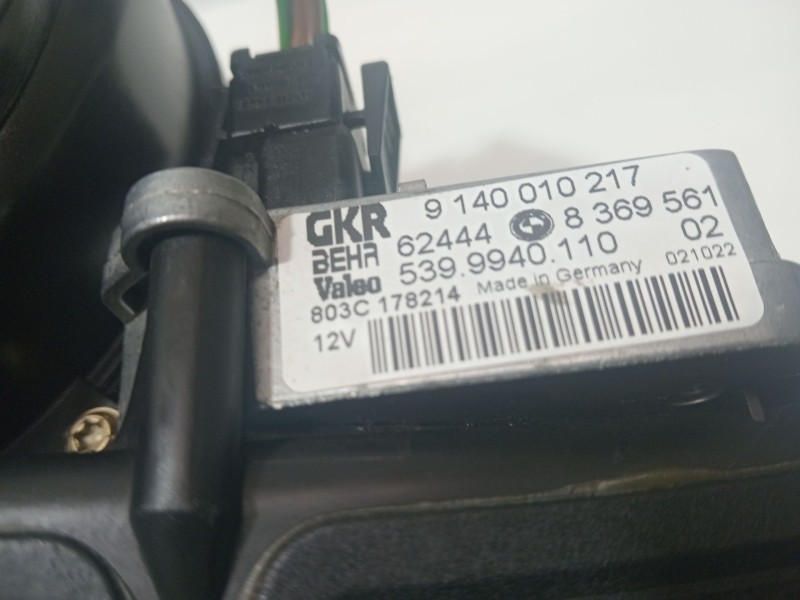 GKR 9 140 010 217
BEHR 62444 8 369 561
Valeo 539.9940.110 02
803C 178214 Made in Germany 021022
12V